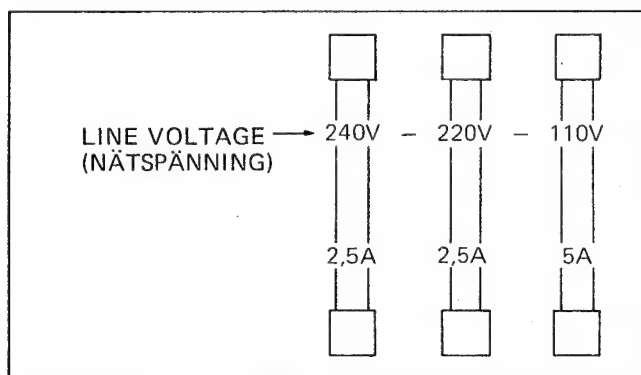 LINE VOLTAGE → 240V – 220V – 110V
(NÄTSPÄNNING)
2,5A 2,5A 5A